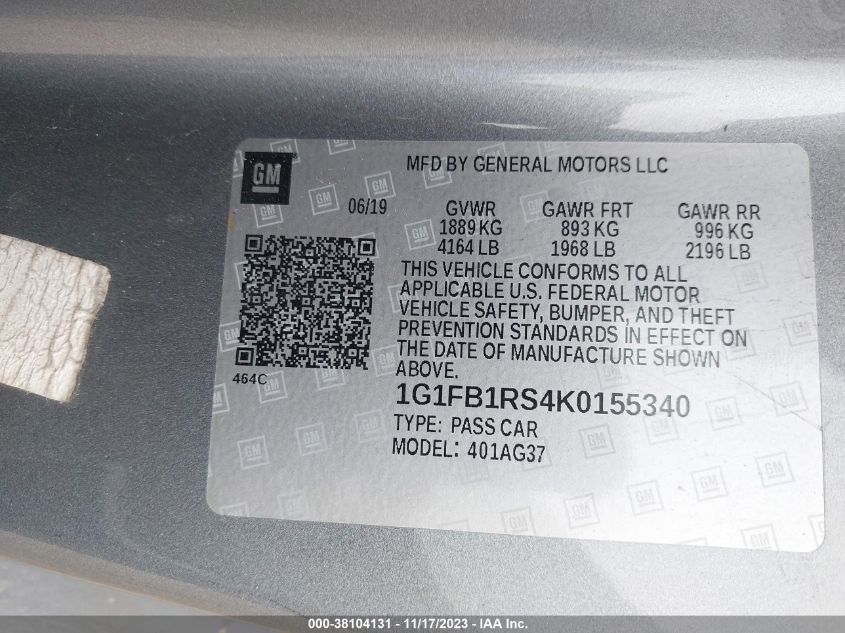 GM
MFD BY GENERAL MOTORS LLC
06/19
GVWR GAWR FRT GAWR RR
1889 KG 893 KG 996 KG
4164 LB 1968 LB 2196 LB
THIS VEHICLE CONFORMS TO ALL
APPLICABLE U.S. FEDERAL MOTOR
VEHICLE SAFETY, BUMPER, AND THEFT
PREVENTION STANDARDS IN EFFECT ON
THE DATE OF MANUFACTURE SHOWN
ABOVE.
464C
1G1FB1RS4K0155340
TYPE: PASS CAR
MODEL: 401AG37
000-38104131 - 11/17/2023 - IAA Inc.